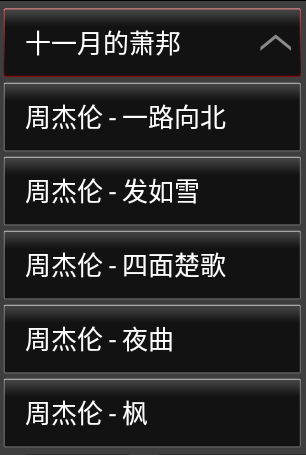 十一月的萧邦
周杰伦 - 一路向北
周杰伦 - 发如雪
周杰伦 - 四面楚歌
周杰伦 - 夜曲
周杰伦 - 枫